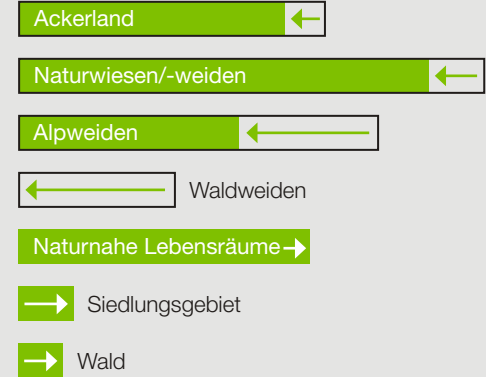 Ackerland
Naturwiesen/-weiden
Alpweiden
Waldweiden
Naturnahe Lebensräume
Siedlungsgebiet
Wald